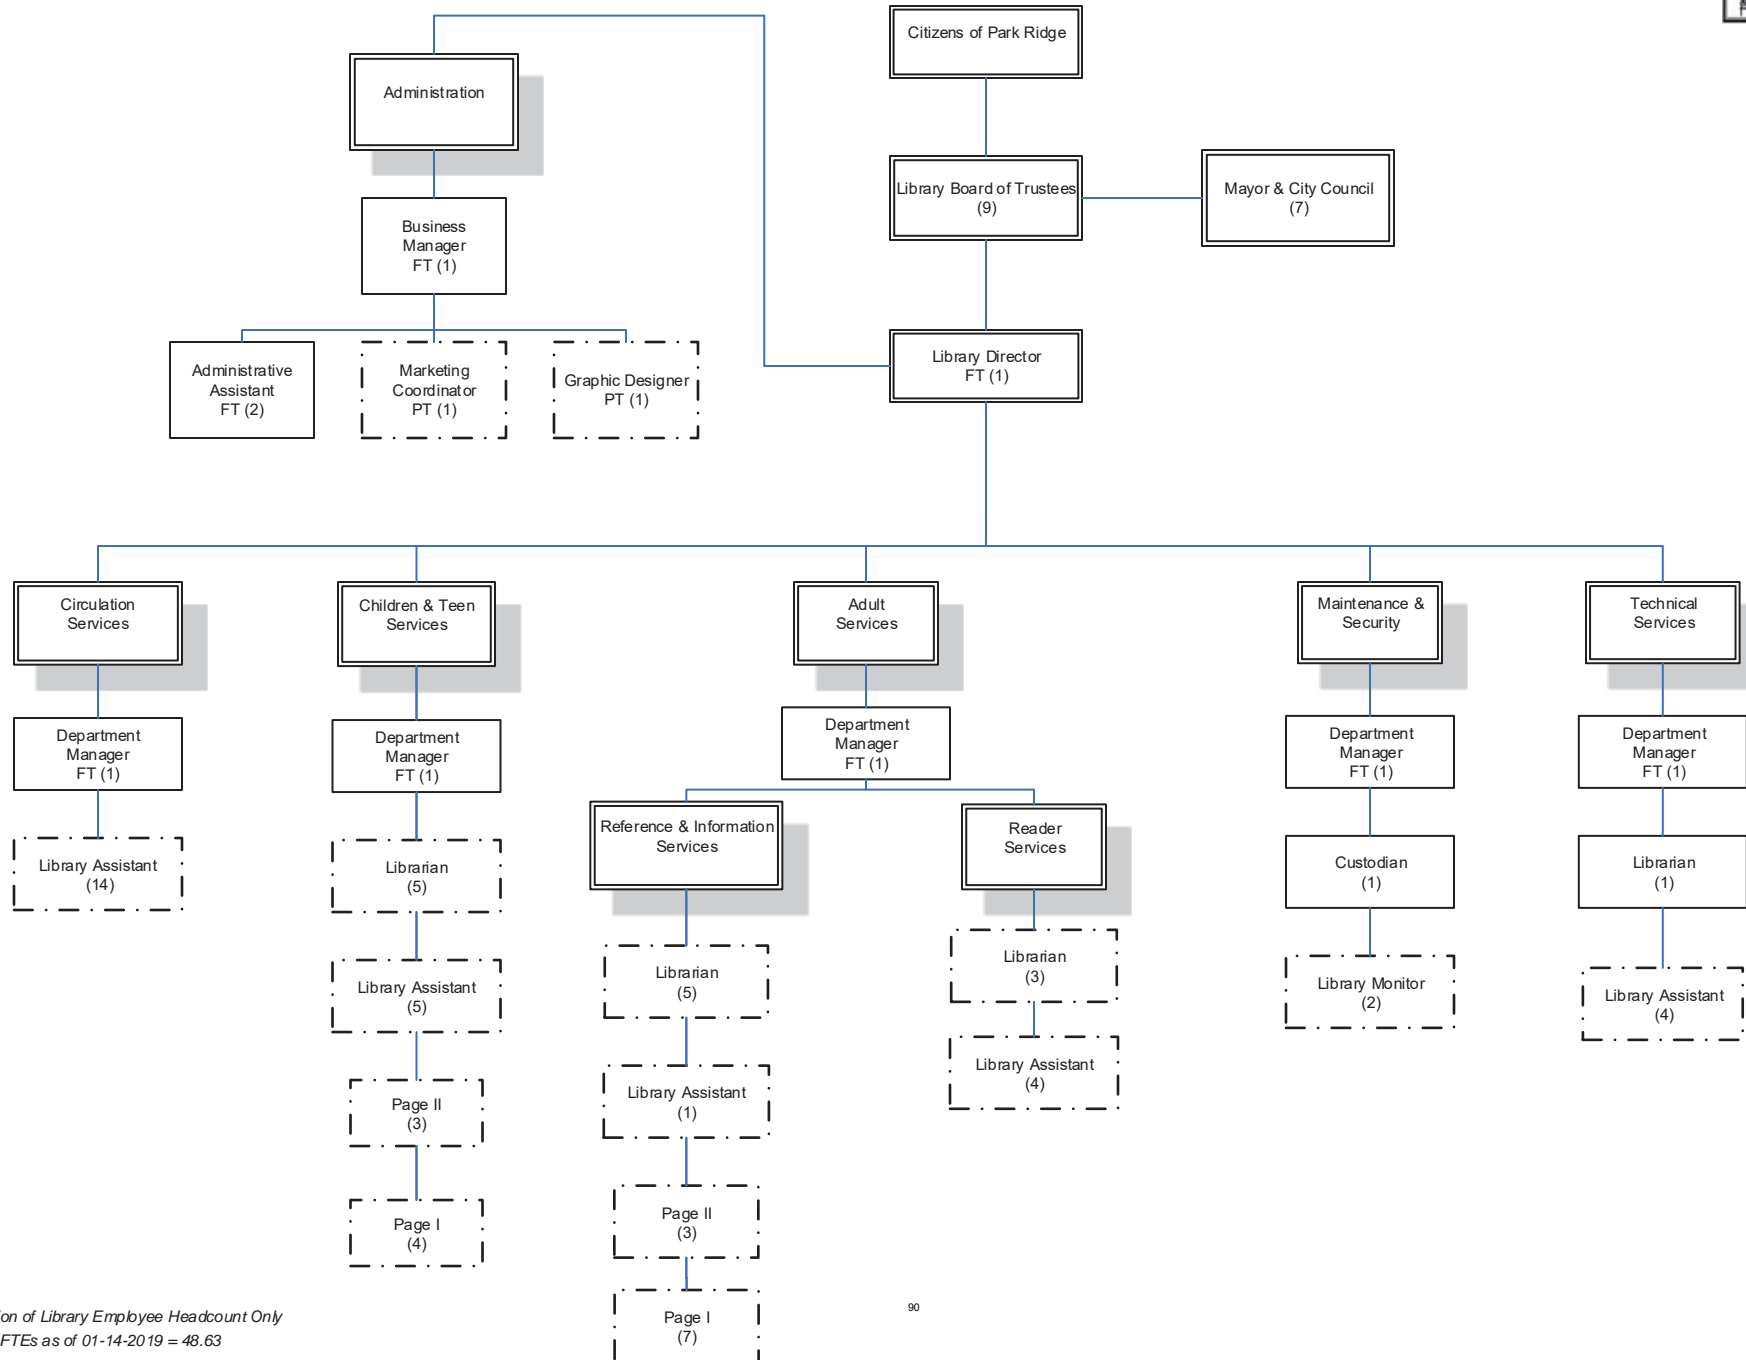 Citizens of Park Ridge
Administration
Library Board of Trustees
(9)
Mayor & City Council
(7)
Business
Manager
FT (1)
Library Director
FT (1)
Administrative
Assistant
FT (2)
Marketing
Coordinator
PT (1)
Graphic Designer
PT (1)
Circulation
Services
Children & Teen
Services
Adult
Services
Maintenance &
Security
Technical
Services
Department
Manager
FT (1)
Department
Manager
FT (1)
Department
Manager
FT (1)
Department
Manager
FT (1)
Department
Manager
FT (1)
Library Assistant
(14)
Librarian
(5)
Reference & Information
Services
Reader
Services
Custodian
(1)
Librarian
(1)
Library Assistant
(5)
Librarian
(5)
Librarian
(3)
Library Monitor
(2)
Library Assistant
(4)
Page II
(3)
Library Assistant
(1)
Library Assistant
(4)
Page I
(4)
Page II
(3)
Page I
(7)
on of Library Employee Headcount Only
FTEs as of 01-14-2019 = 48.63
90